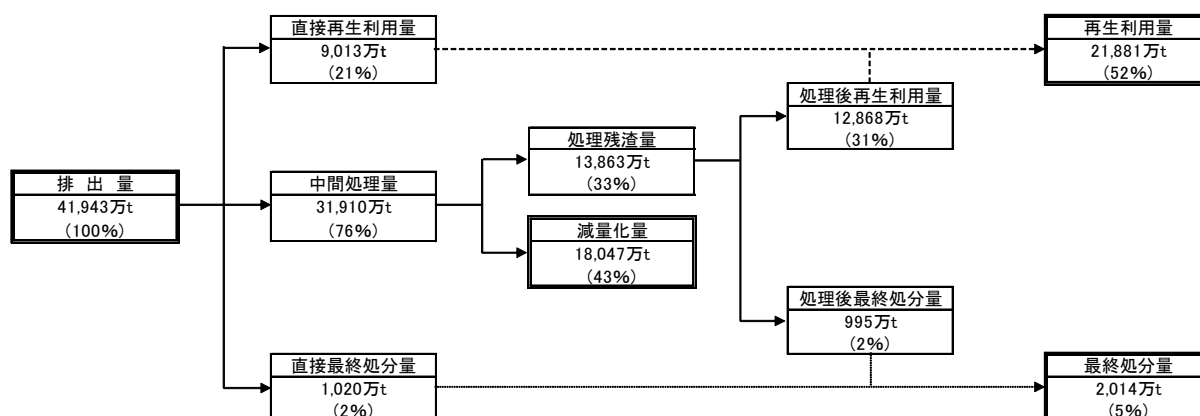 直接再生利用量
9,013万t
(21%)
再生利用量
21,881万t
(52%)
処理後再生利用量
12,868万t
(31%)
処理残渣量
13,863万t
(33%)
排 出 量
41,943万t
(100%)
中間処理量
31,910万t
(76%)
減量化量
18,047万t
(43%)
処理後最終処分量
995万t
(2%)
直接最終処分量
1,020万t
(2%)
最終処分量
2,014万t
(5%)